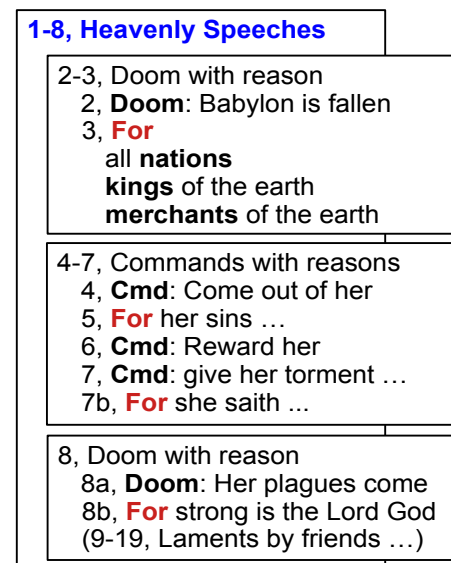 1-8, Heavenly Speeches
2-3, Doom with reason
2, Doom: Babylon is fallen
3, For
all nations
kings of the earth
merchants of the earth
4-7, Commands with reasons
4, Cmd: Come out of her
5, For her sins …
6, Cmd: Reward her
7, Cmd: give her torment …
7b, For she saith ...
8, Doom with reason
8a, Doom: Her plagues come
8b, For strong is the Lord God
(9-19, Laments by friends …)